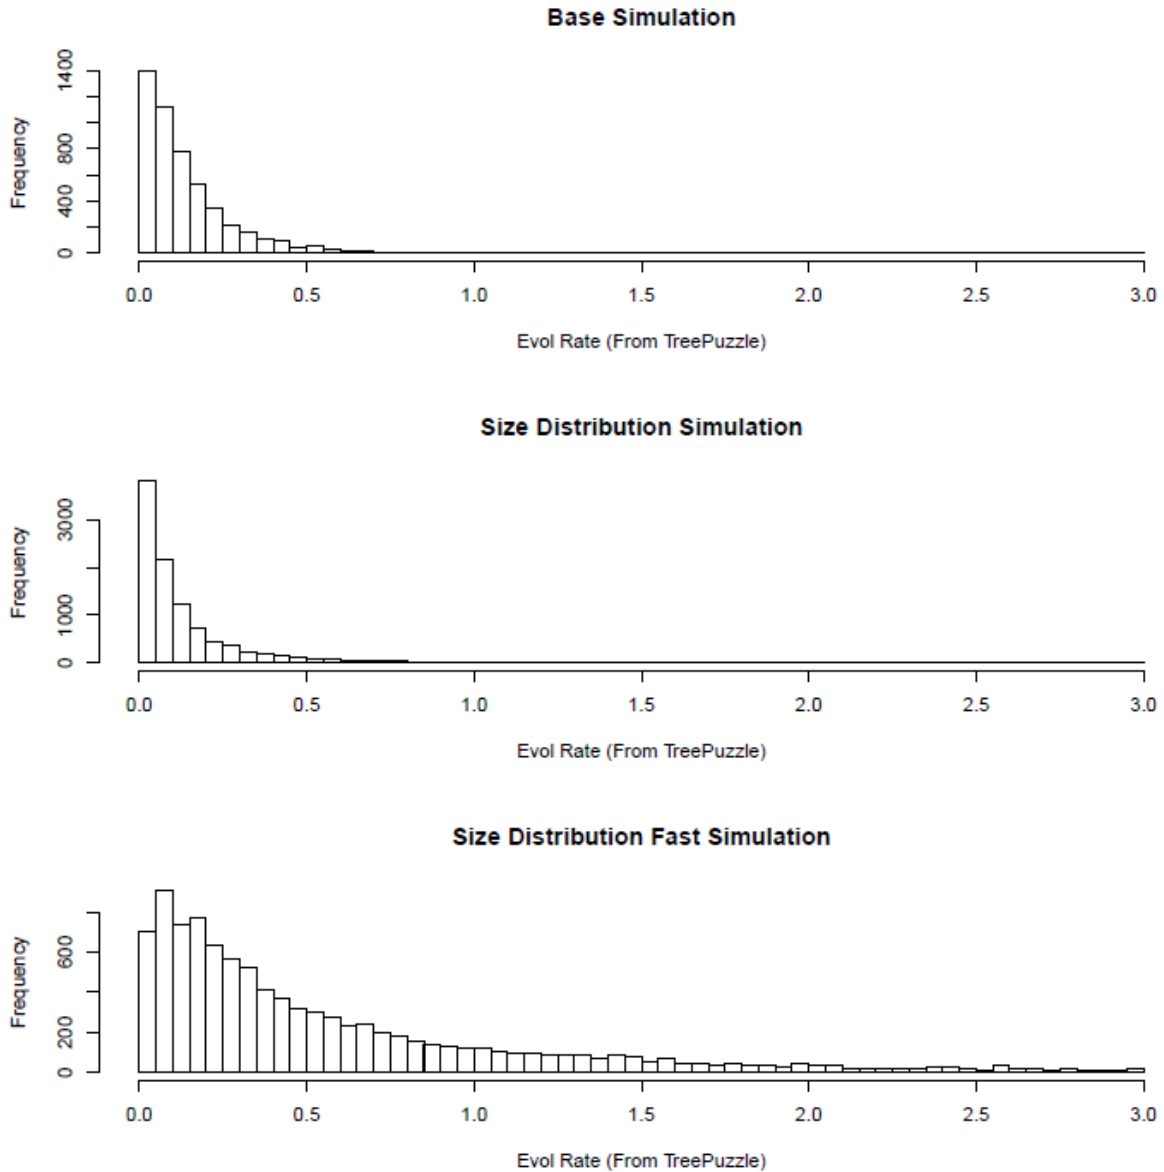 Base Simulation
Frequency
0 400 800 1400
0.0 0.5 1.0 1.5 2.0 2.5 3.0
Evol Rate (From TreePuzzle)
Size Distribution Simulation
Frequency
0 1000 3000
0.0 0.5 1.0 1.5 2.0 2.5 3.0
Evol Rate (From TreePuzzle)
Size Distribution Fast Simulation
Frequency
0 200 600
0.0 0.5 1.0 1.5 2.0 2.5 3.0
Evol Rate (From TreePuzzle)